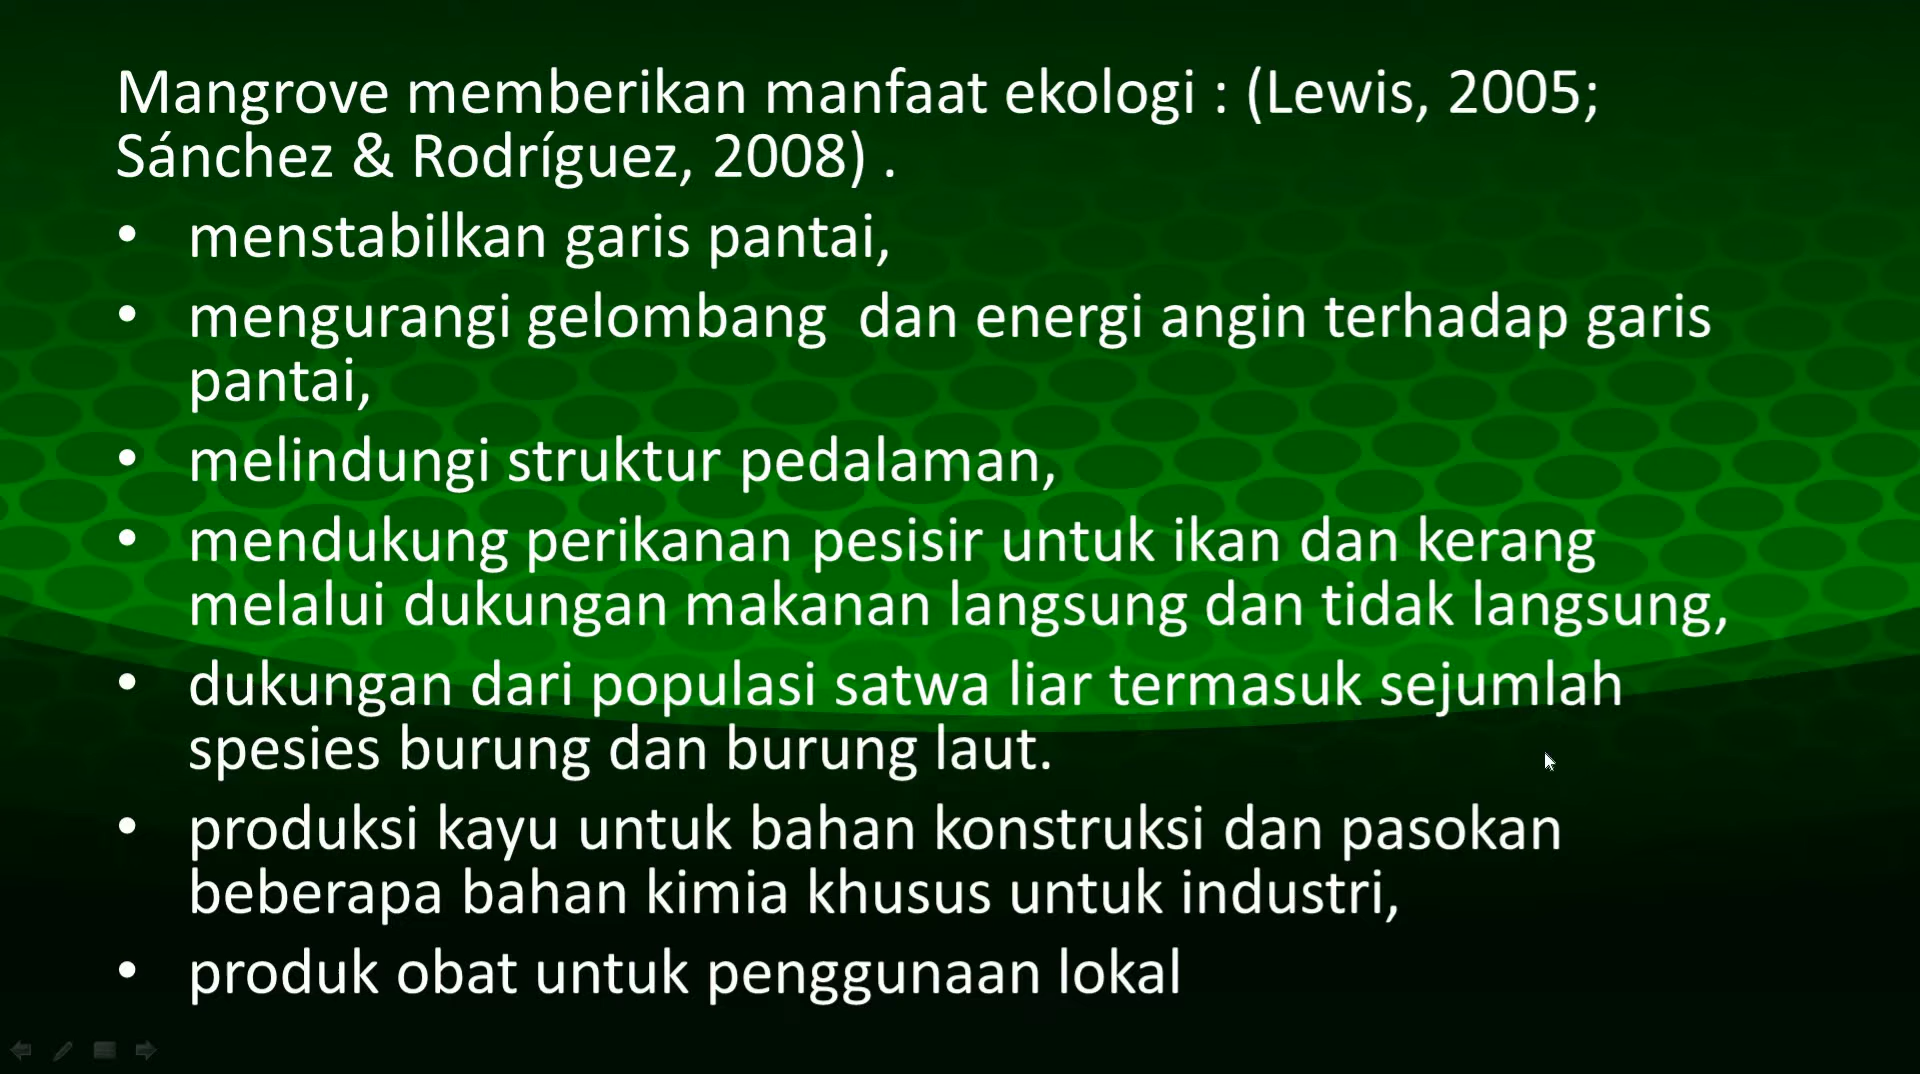 Mangrove memberikan manfaat ekologi : (Lewis, 2005;
Sánchez & Rodríguez, 2008) .
• menstabilkan garis pantai,
• mengurangi gelombang  dan energi angin terhadap garis
pantai,
• melindungi struktur pedalaman,
• mendukung perikanan pesisir untuk ikan dan kerang
melalui dukungan makanan langsung dan tidak langsung,
• dukungan dari populasi satwa liar termasuk sejumlah
spesies burung dan burung laut.
• produksi kayu untuk bahan konstruksi dan pasokan
beberapa bahan kimia khusus untuk industri,
• produk obat untuk penggunaan lokal